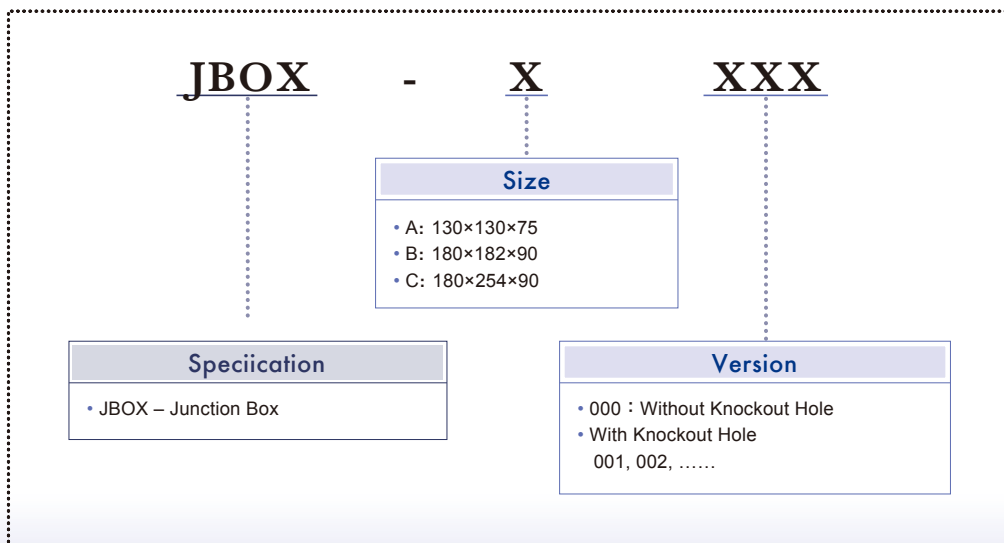 JBOX - X XXX
Size
• A: 130×130×75
• B: 180×182×90
• C: 180×254×90
Speciication
• JBOX – Junction Box
Version
• 000：Without Knockout Hole
• With Knockout Hole
001, 002, ……